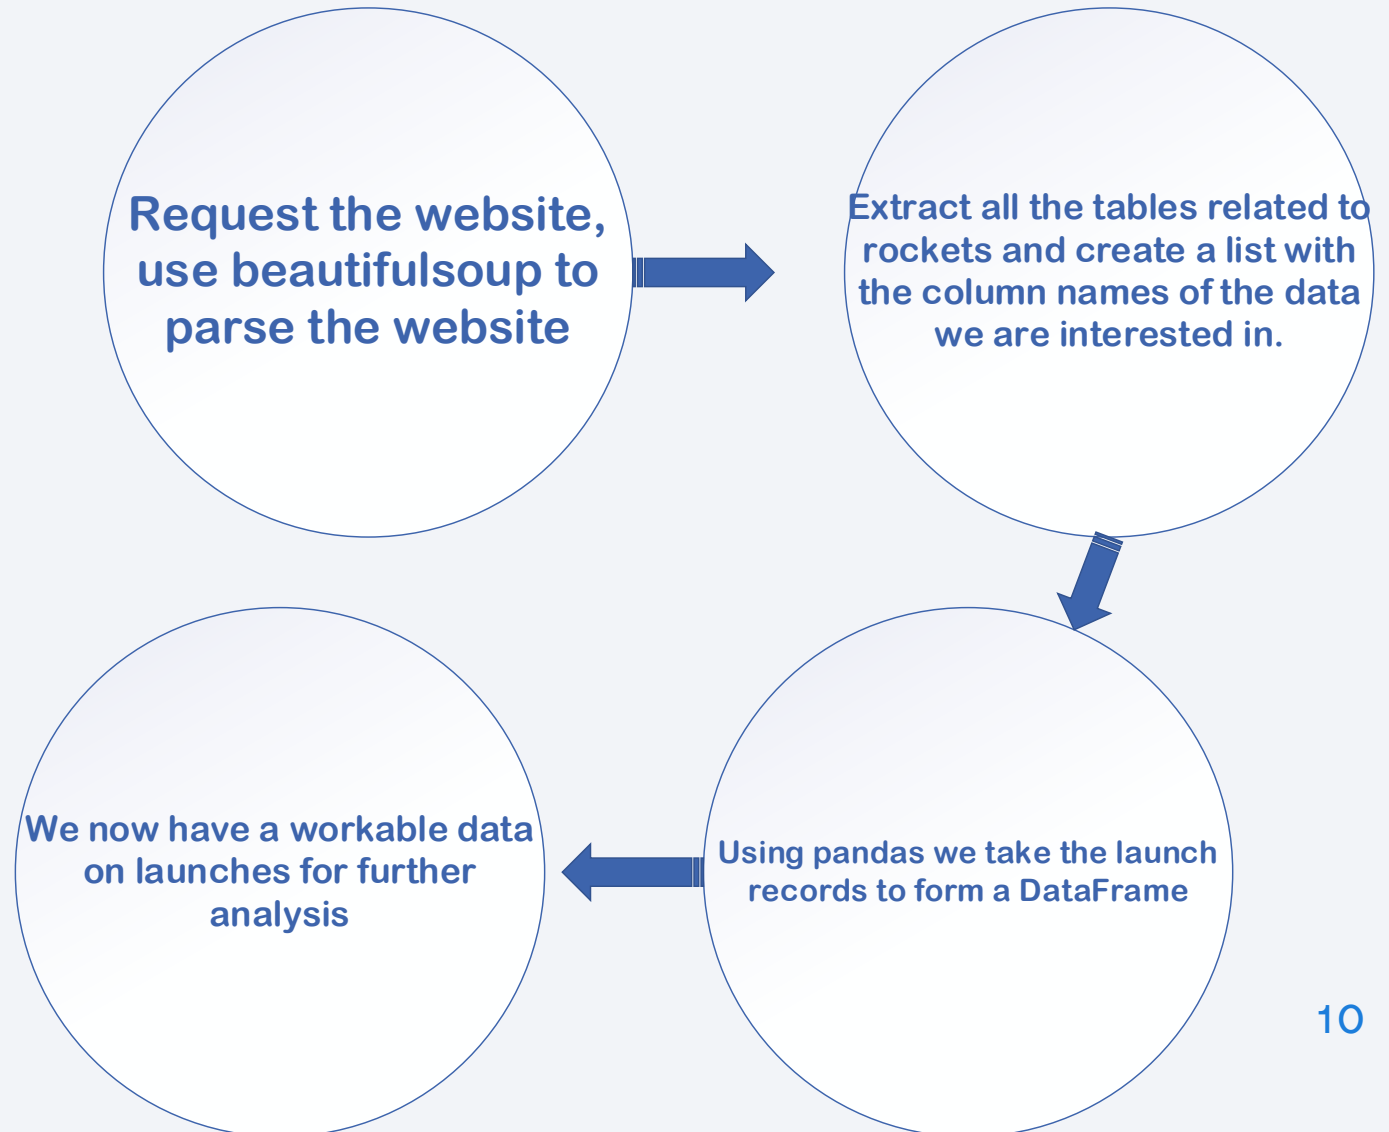 Request the website,
use beautifulsoup to
parse the website
Extract all the tables related to
rockets and create a list with
the column names of the data
we are interested in.
Using pandas we take the launch
records to form a DataFrame
We now have a workable data
on launches for further
analysis
10